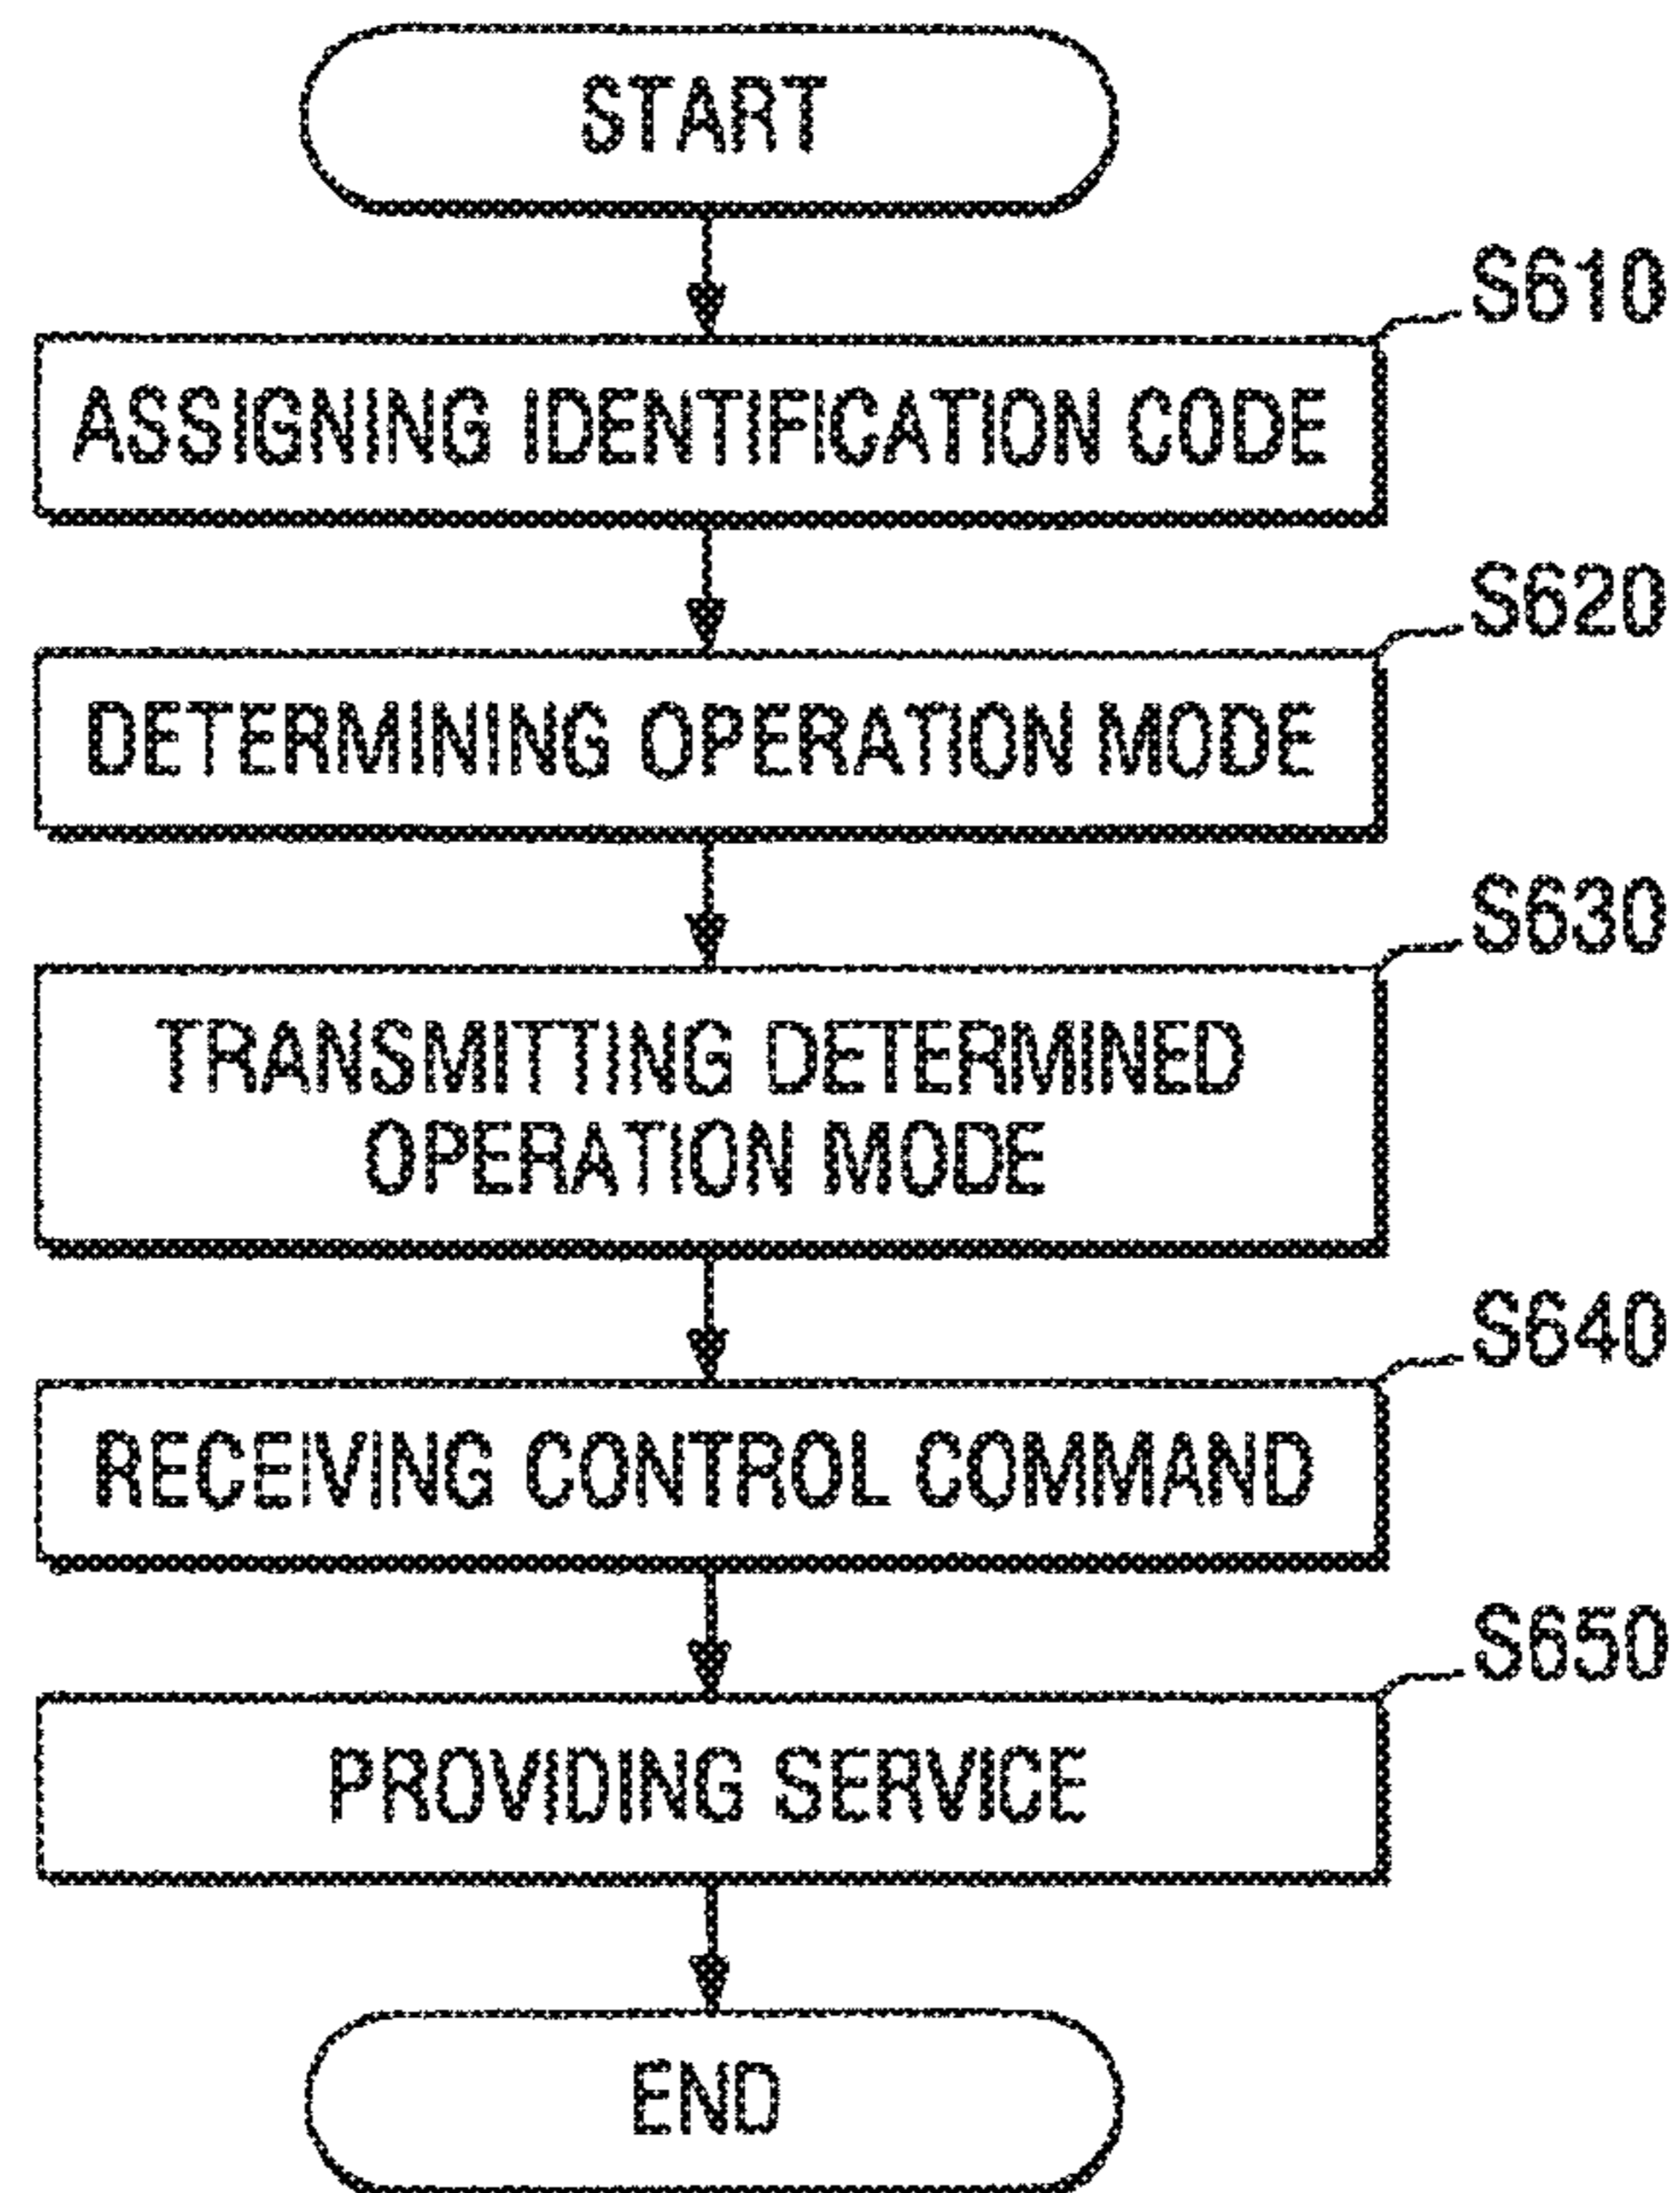 START
S610
ASSIGNING IDENTIFICATION CODE
S620
DETERMINING OPERATION MODE
S630
TRANSMITTING DETERMINED
OPERATION MODE
S640
RECEIVING CONTROL COMMAND
S650
PROVIDING SERVICE
END